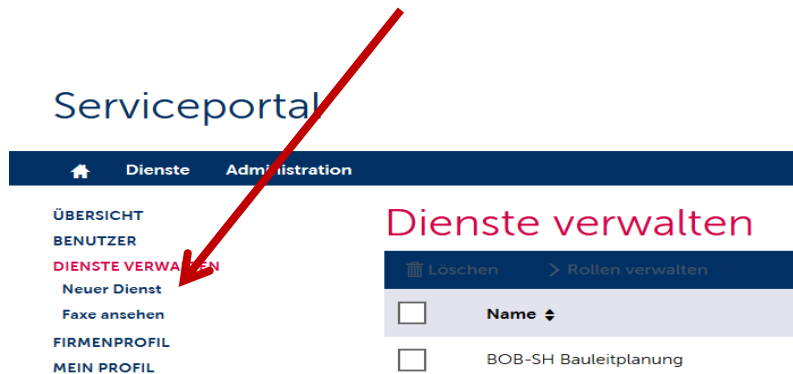 Serviceportal
Dienste Administration
ÜBERSICHT
BENUTZER
DIENSTE VERWALTEN
Neuer Dienst
Faxe ansehen
FIRMENPROFIL
MEIN PROFIL
Dienste verwalten
Löschen > Rollen verwalten
Name
BOB-SH Bauleitplanung